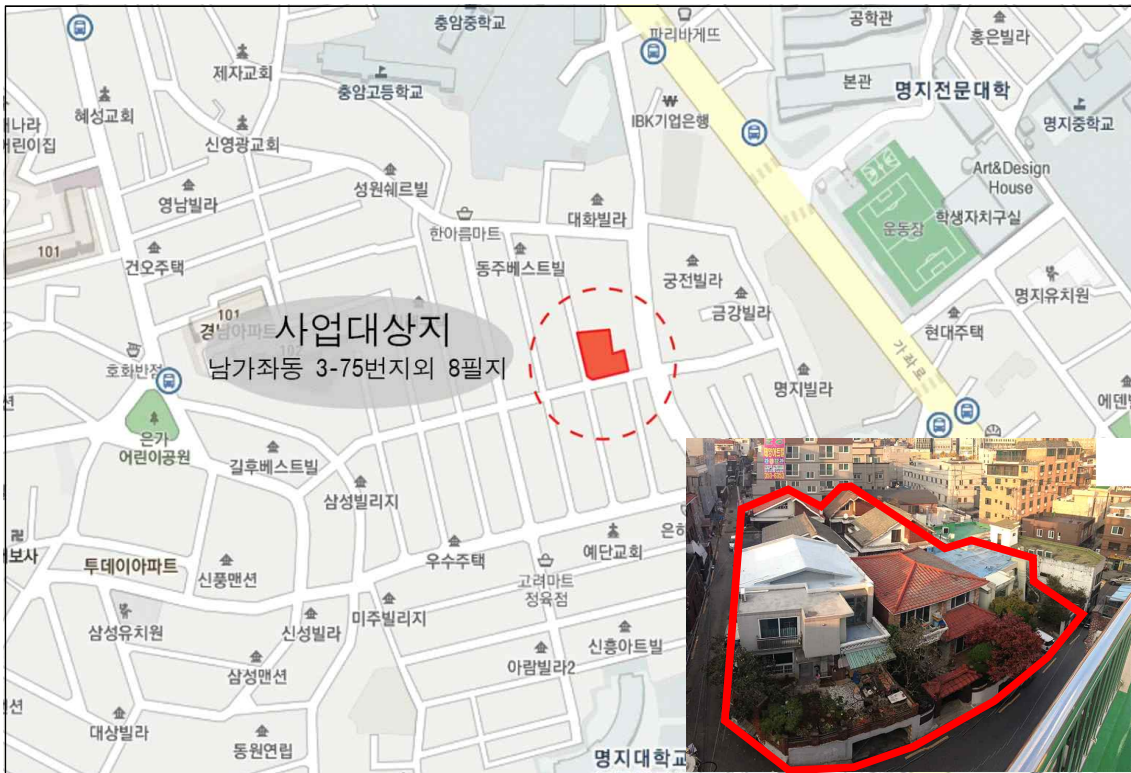 충암중학교
파리바게뜨
공학관
홍은빌라
제자교회
충암고등학교
본관
명지전문대학
혜성교회
IBK기업은행
명지중학교
신영광교회
Art&Design
House
성원쉐르빌
영남빌라
한아름마트
대화빌라
운동장
학생자치구실
101
건오주택
동주베스트빌
궁전빌라
명지유치원
금강빌라
101
경남아파트
사업대상지
남가좌동 3-75번지외 8필지
현대주택
가좌로
호화반점
명지빌라
은가
어린이공원
길후베스트빌
삼성빌리지
우수주택
예단교회
투데이아파트
신풍맨션
고려마트
정육점
삼성유치원
신성빌라
미주빌리지
신흥아트빌
삼성맨션
아람빌라2
대상빌라
동원연립
명지대학교